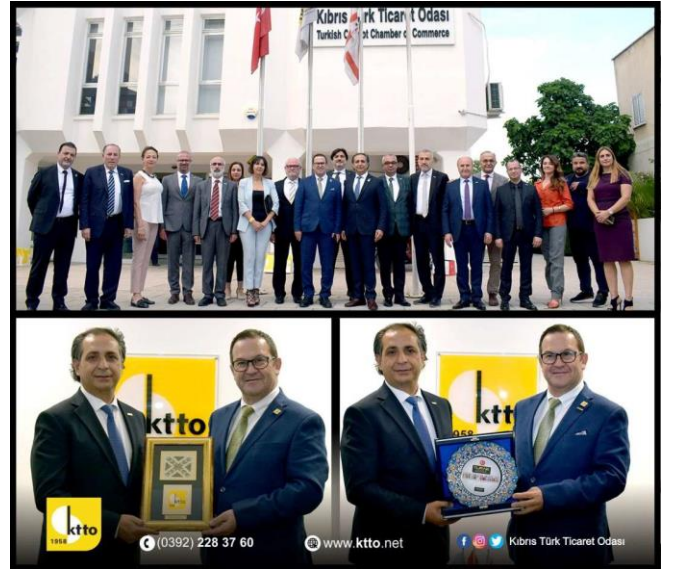 Kıbrıs Türk Ticaret Odası
Turkish Cypriot Chamber of Commerce
ktto
ktto
1958
ktto
1958
(0392) 228 37 60
www.ktto.net
Kıbrıs Türk Ticaret Odası